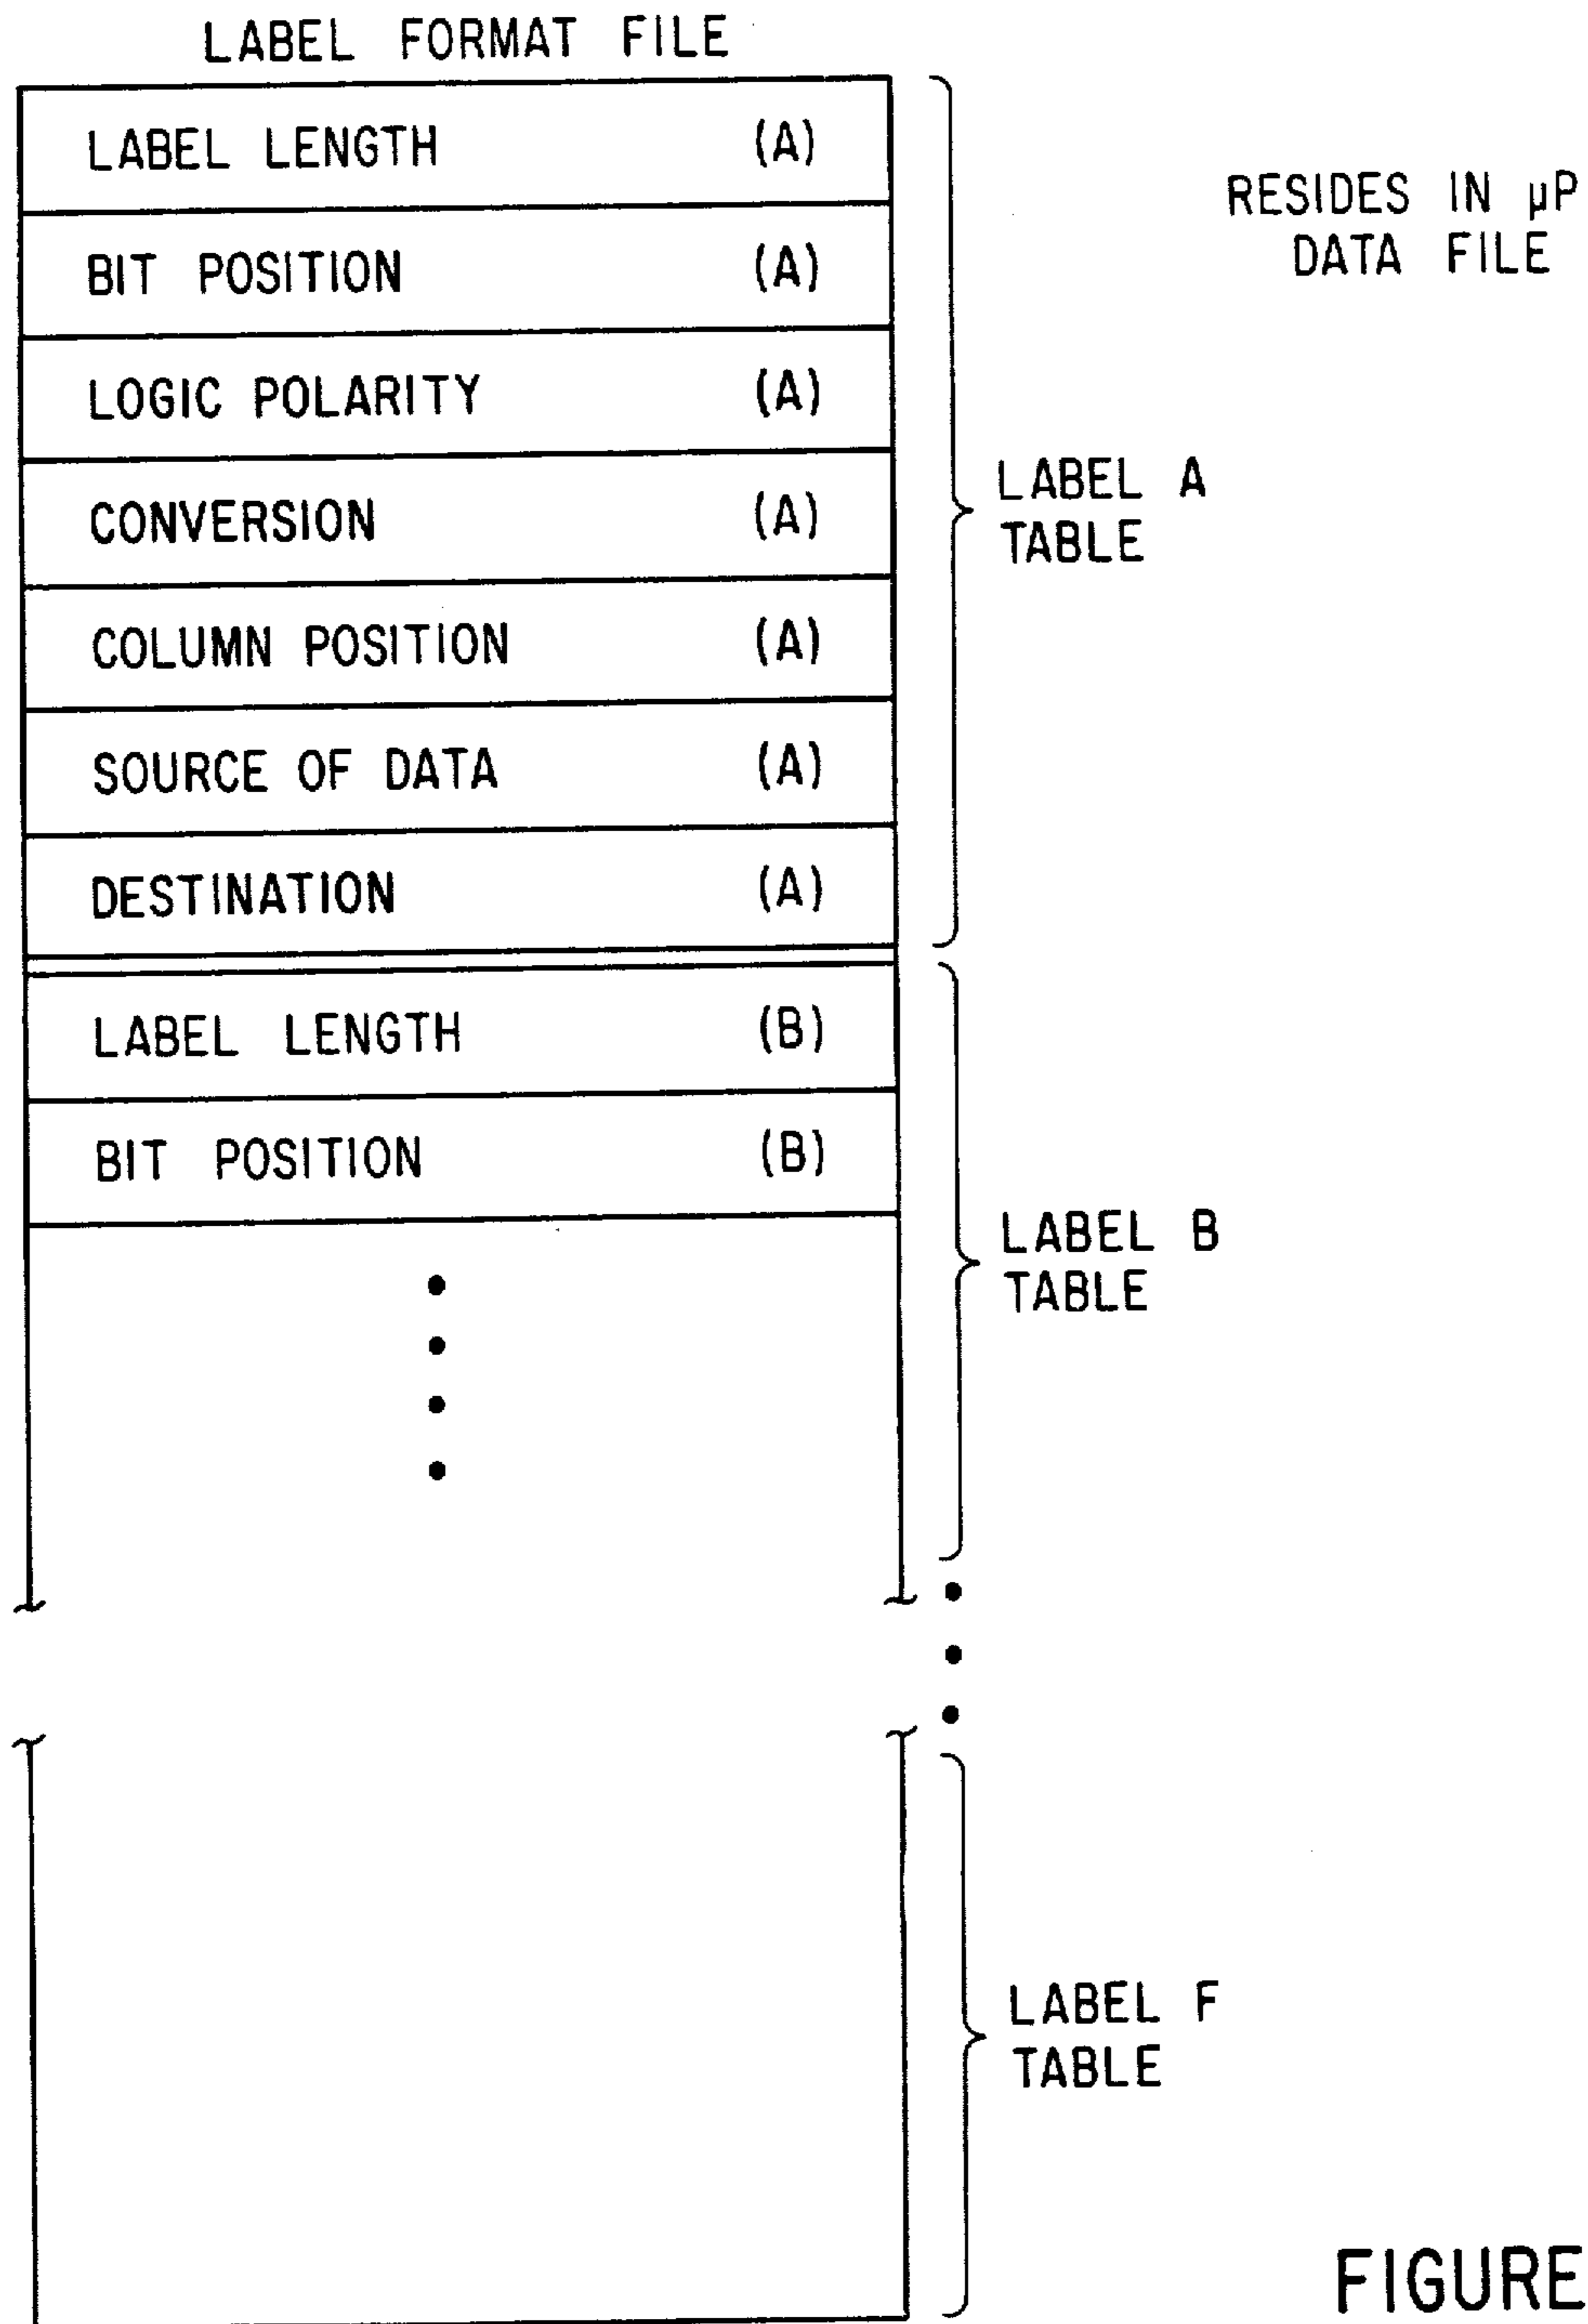 LABEL FORMAT FILE
LABEL LENGTH (A)
BIT POSITION (A)
LOGIC POLARITY (A)
CONVERSION (A)
COLUMN POSITION (A)
SOURCE OF DATA (A)
DESTINATION (A)
LABEL LENGTH (B)
BIT POSITION (B)
RESIDES IN µP
DATA FILE
LABEL A
TABLE
LABEL B
TABLE
LABEL F
TABLE
FIGURE